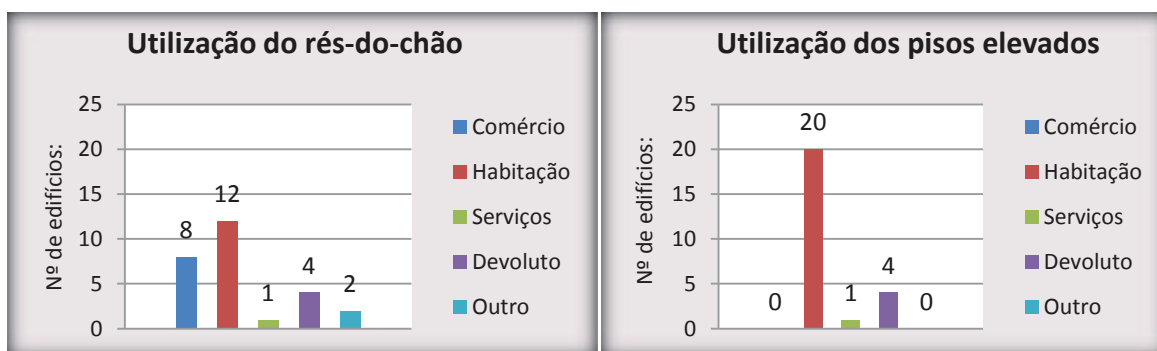 Utilização do rés-do-chão
Nº de edifícios:
25
20
15
10
5
0
8
12
1
4
2
Comércio
Habitação
Serviços
Devoluto
Outro
Utilização dos pisos elevados
Nº de edifícios:
25
20
15
10
5
0
0
20
1
4
0
Comércio
Habitação
Serviços
Devoluto
Outro